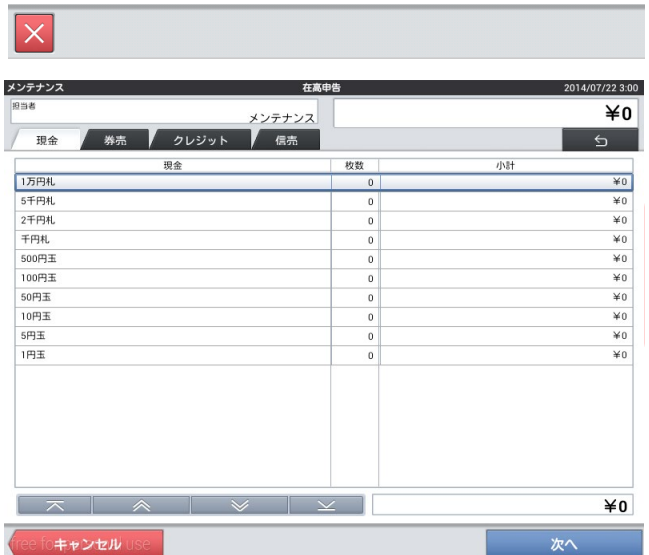 メンテナンス 在高申告 2014/07/22 3:00
担当者
メンテナンス
¥0
現金 券売 クレジット 信売
現金 枚数 小計
1万円札 0 ¥0
5千円札 0 ¥0
2千円札 0 ¥0
千円札 0 ¥0
500円玉 0 ¥0
100円玉 0 ¥0
50円玉 0 ¥0
10円玉 0 ¥0
5円玉 0 ¥0
1円玉 0 ¥0
¥0
キャンセル 次へ